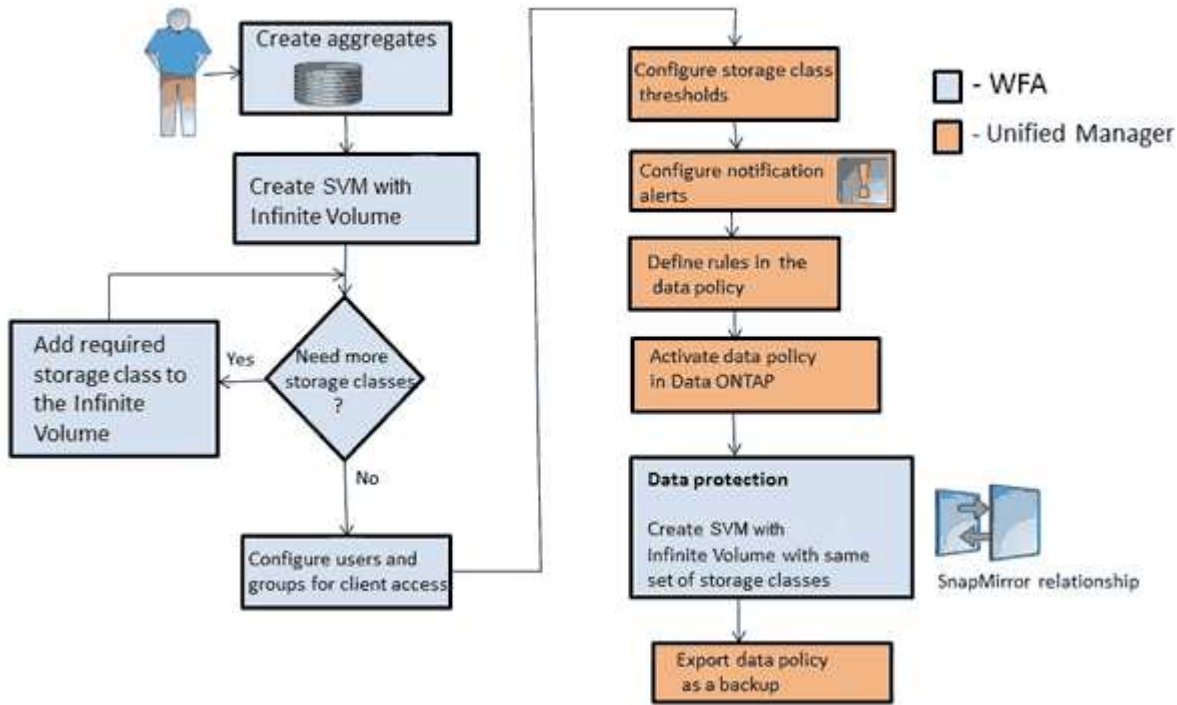 Create aggregates
Create SVM with
Infinite Volume
Add required
storage class to
the Infinite
Volume
Yes
Need more
storage classes
?
No
Configure users and
groups for client access
Configure storage class
thresholds
Configure notification
alerts
Define rules in the
data policy
Activate data policy
in Data ONTAP
Data protection
Create SVM with
Infinite Volume with same
set of storage classes
SnapMirror relationship
Export data policy
as a backup
- WFA
- Unified Manager